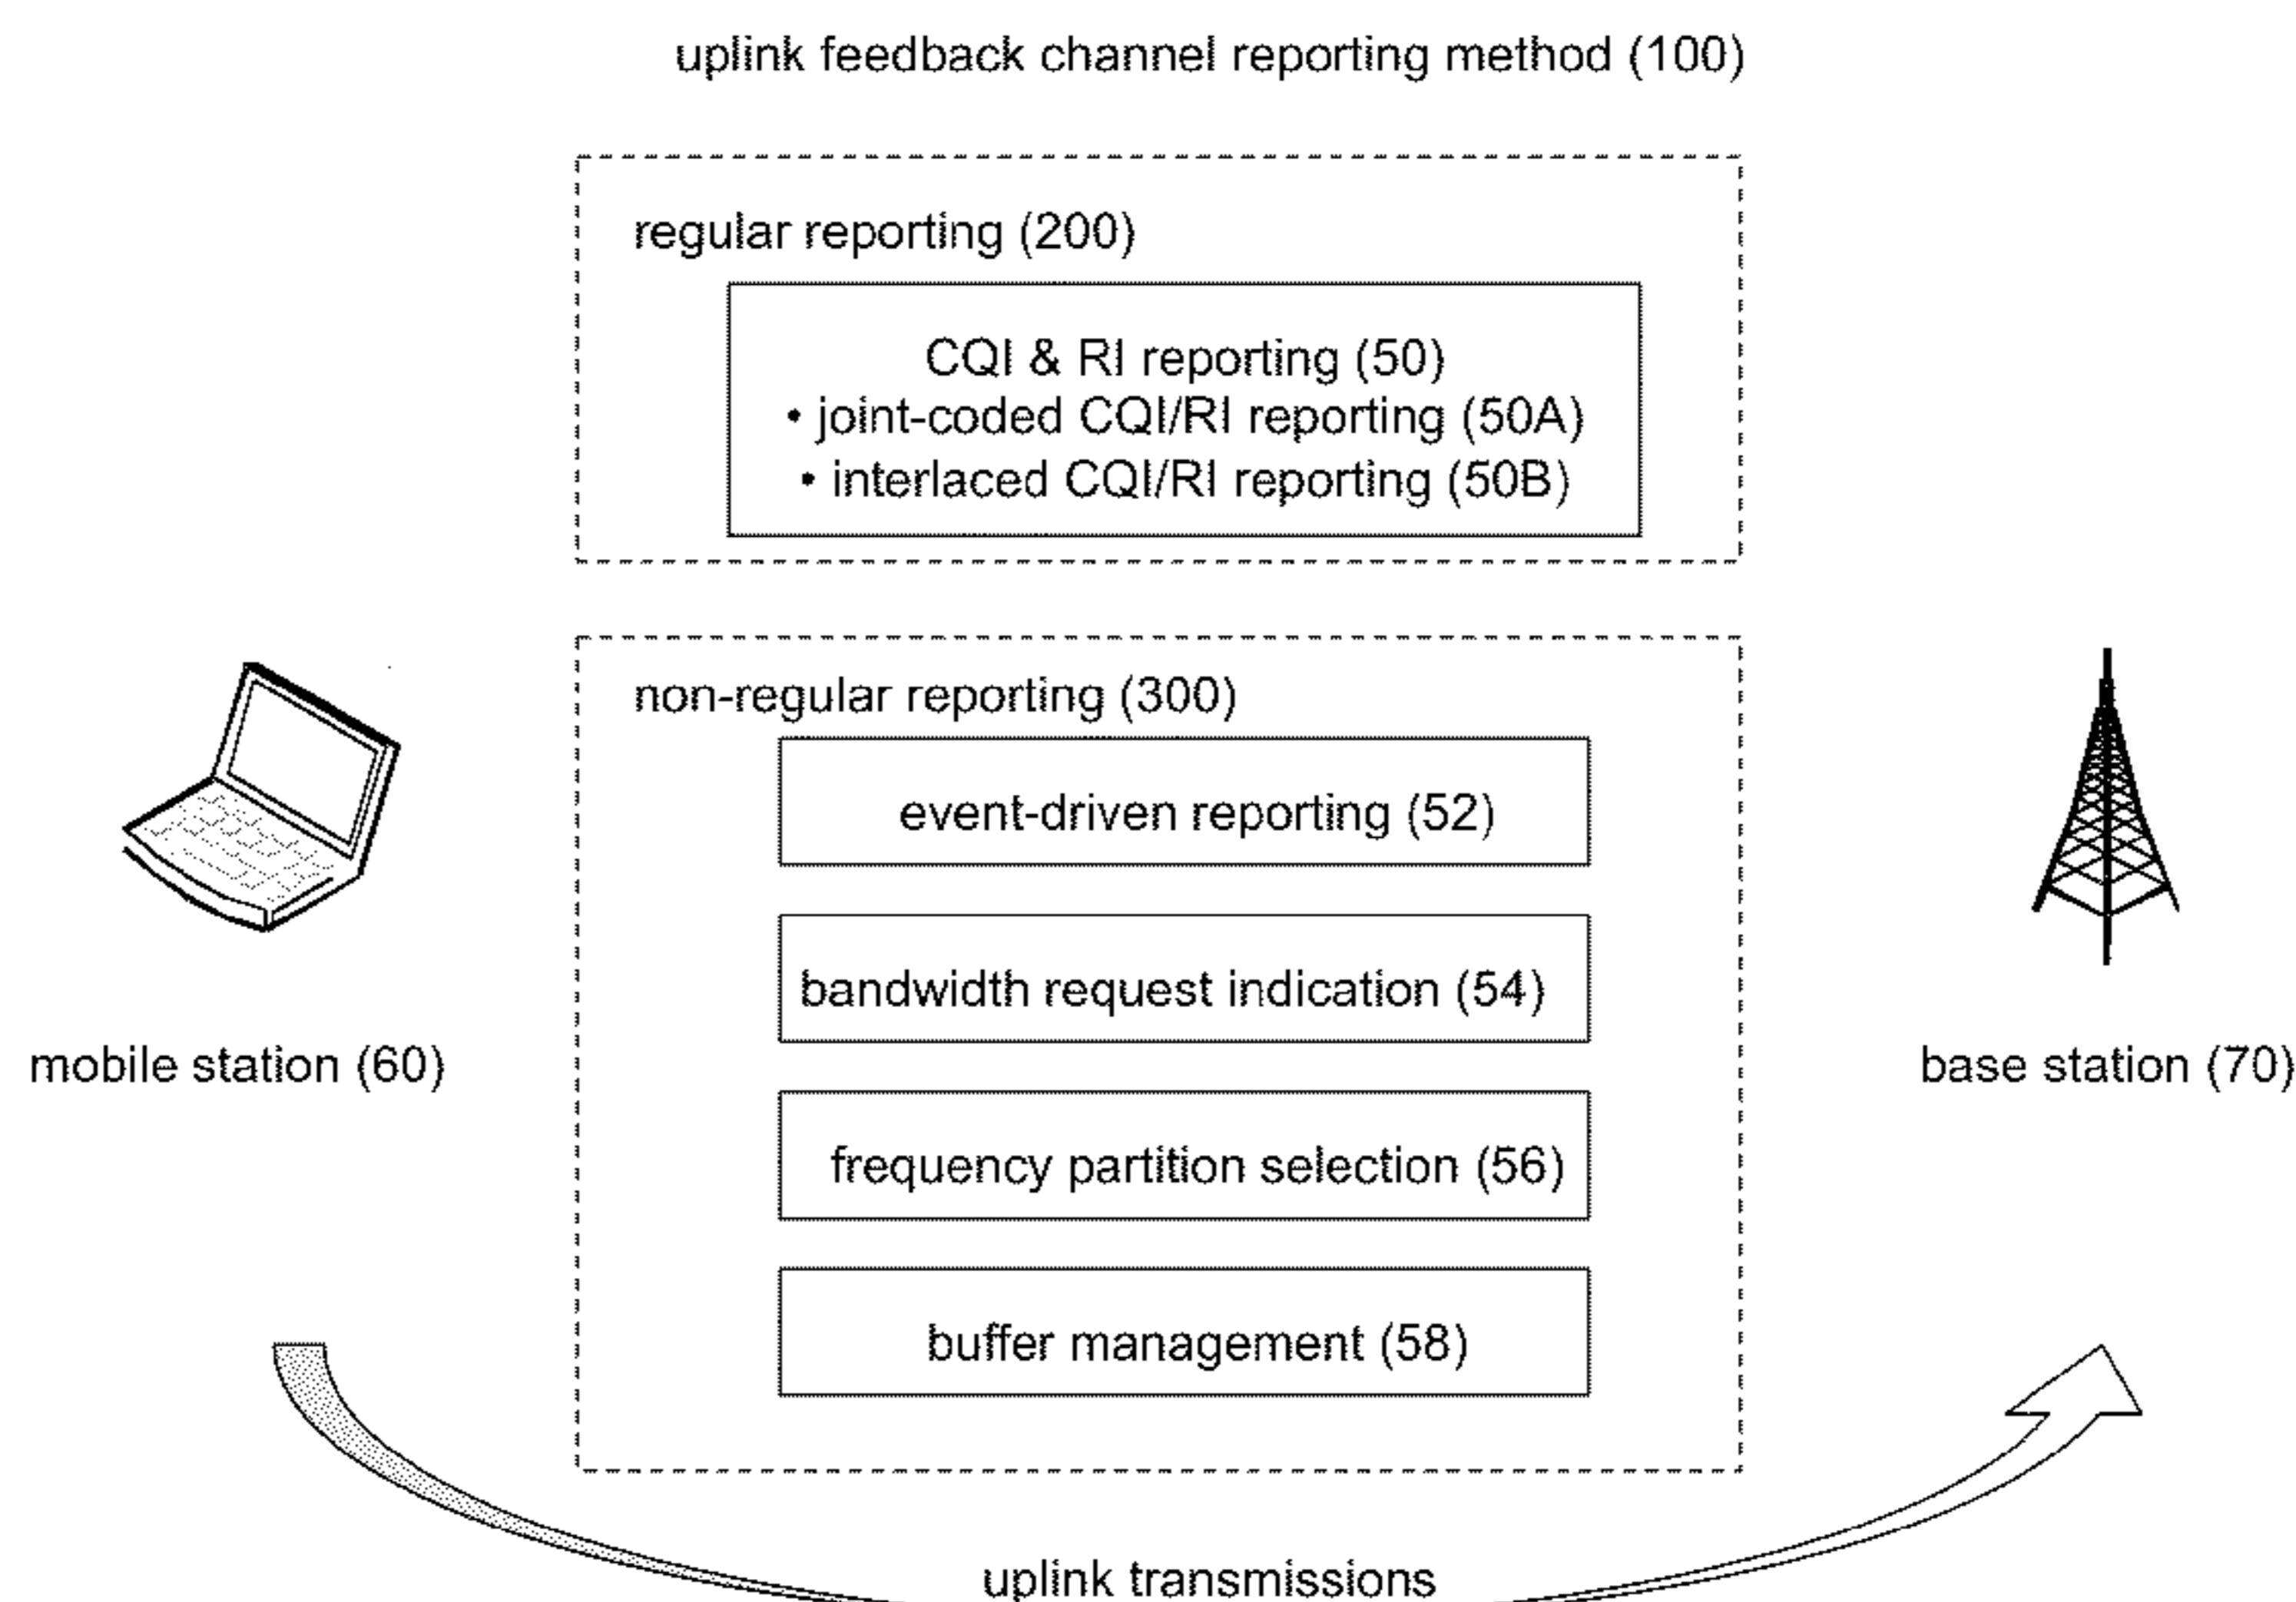 uplink feedback channel reporting method (100)
regular reporting (200)
CQI & RI reporting (50)
• joint-coded CQI/RI reporting (50A)
• interlaced CQI/RI reporting (50B)
non-regular reporting (300)
event-driven reporting (52)
bandwidth request indication (54)
mobile station (60)
base station (70)
frequency partition selection (56)
buffer management (58)
uplink transmissions